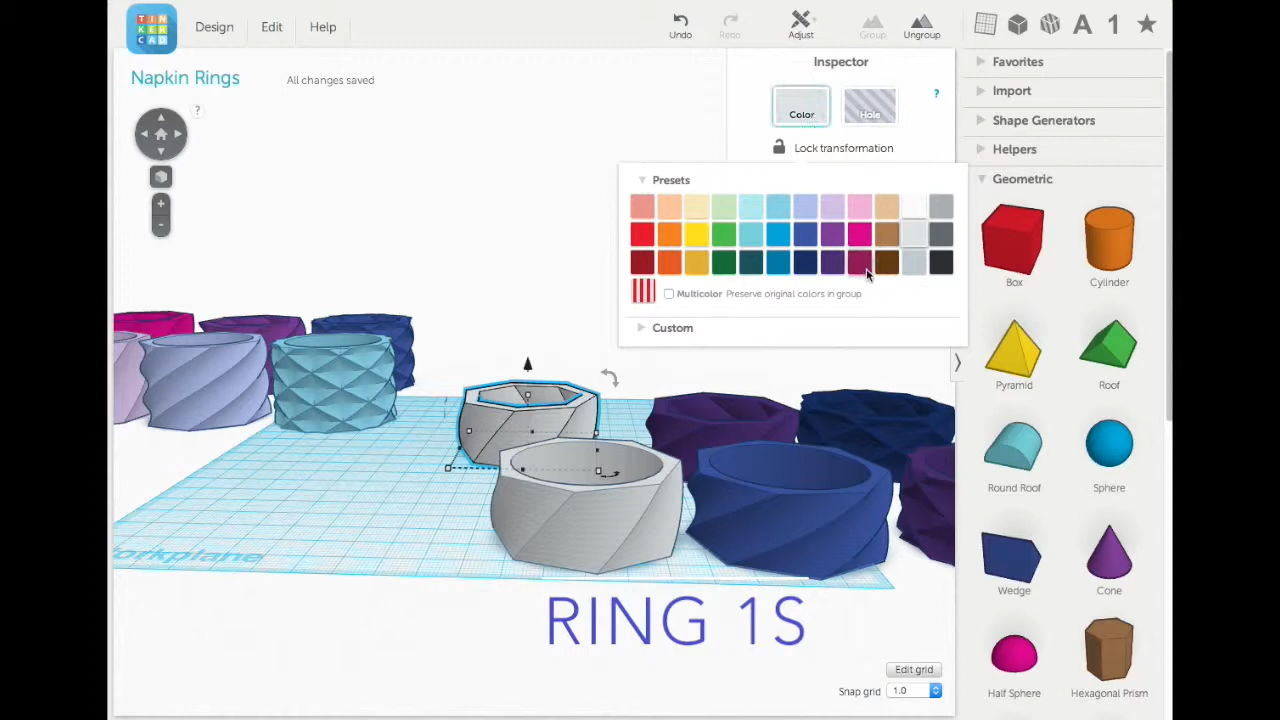 TIN
KER
CAD
Design
Edit
Help
Undo
Redo
Adjust
Group
Ungroup
A
1
Napkin Rings
All changes saved
?
Inspector
Color
Hole
?
Lock transformation
Presets
Multicolor Preserve original colors in group
Custom
Favorites
Import
Shape Generators
Helpers
Geometric
Box
Cylinder
Pyramid
Roof
Round Roof
Sphere
Wedge
Cone
Half Sphere
Hexagonal Prism
orkplane
RING 1S
Edit grid
Snap grid 1.0